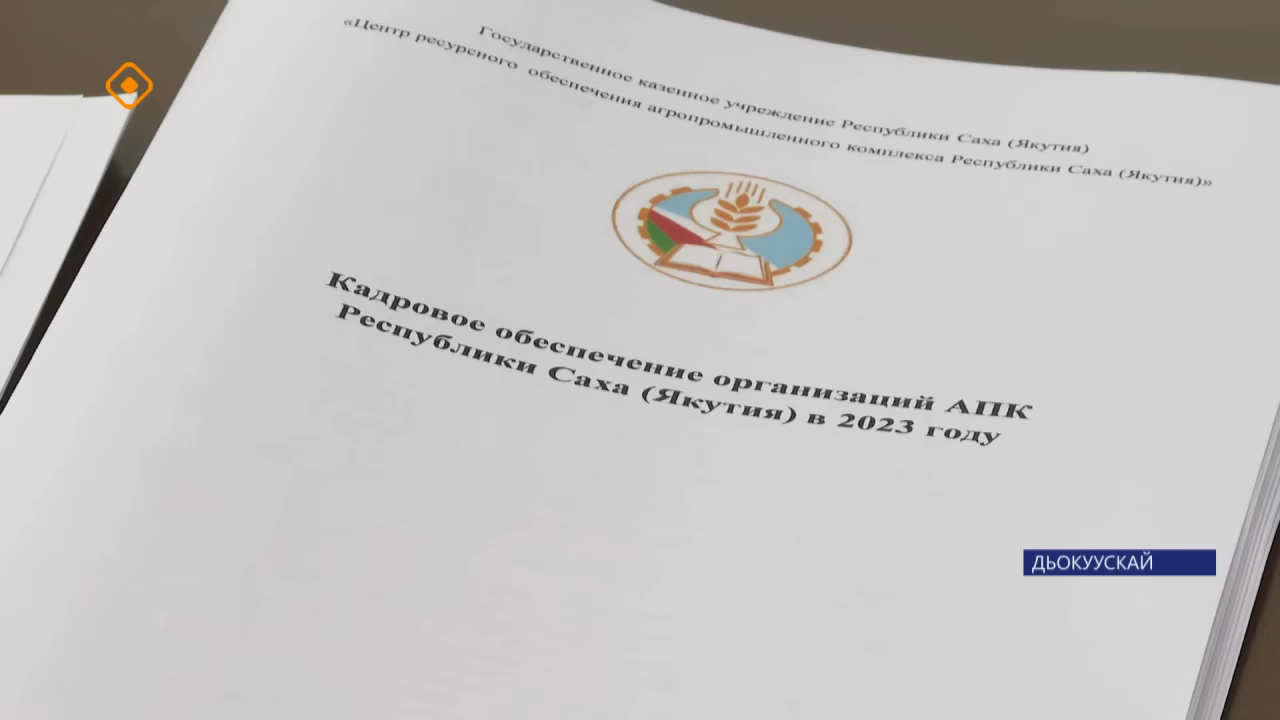 Государственное казенное учреждение Республики Саха (Якутия)
«Центр ресурсного обеспечения агропромышленного комплекса Республики Саха (Якутия)»
Кадровое обеспечение организаций АПК
Республики Саха (Якутия) в 2023 году
ДЬОКУУСКАЙ